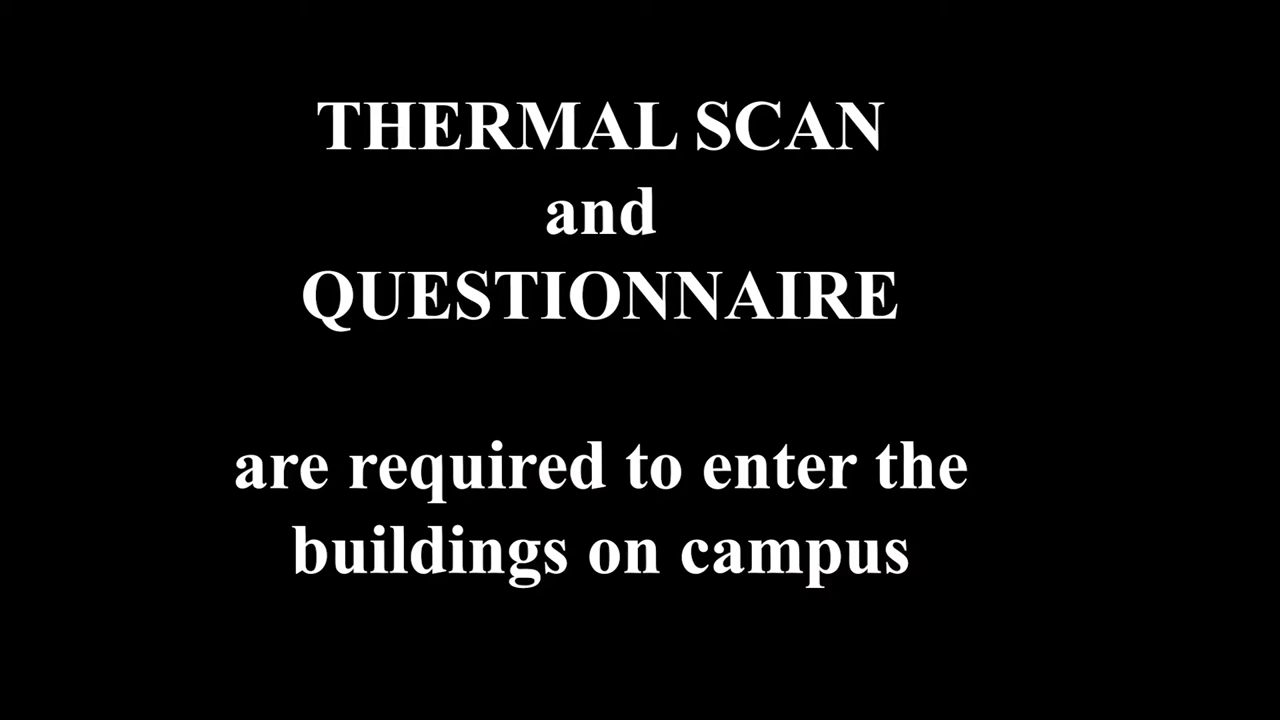 THERMAL SCAN
and
QUESTIONNAIRE
are required to enter the
buildings on campus